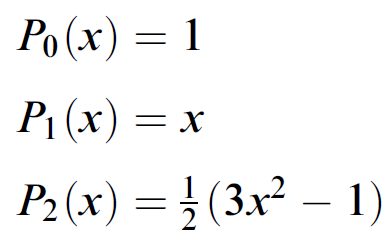 P₀(x) = 1
P₁(x) = x
P₂(x) = ½(3x² − 1)